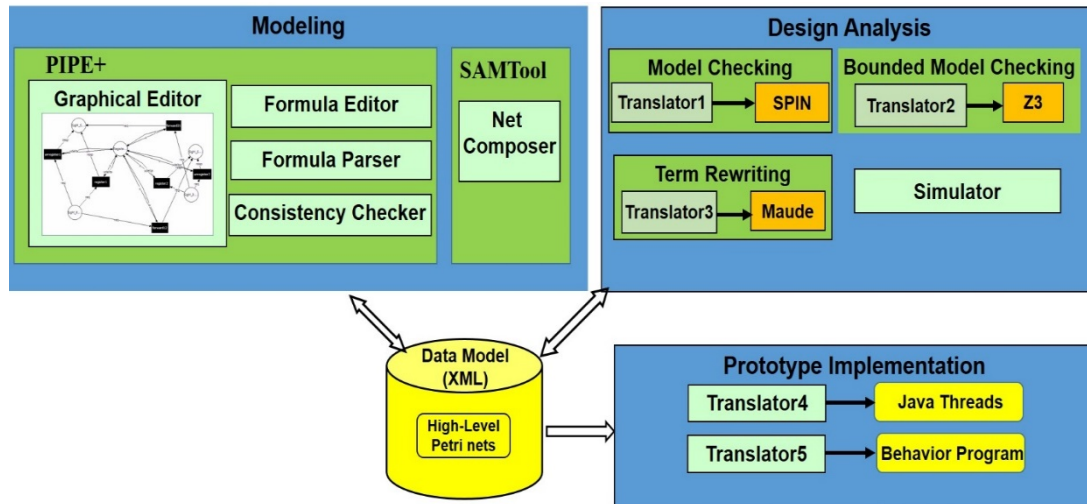 Modeling
PIPE+
Graphical Editor
Formula Editor
Formula Parser
Consistency Checker
SAMTool
Net
Composer
Design Analysis
Model Checking
Translator1
SPIN
Bounded Model Checking
Translator2
Z3
Term Rewriting
Translator3
Maude
Simulator
Data Model
(XML)
High-Level
Petri nets
Prototype Implementation
Translator4
Java Threads
Translator5
Behavior Program